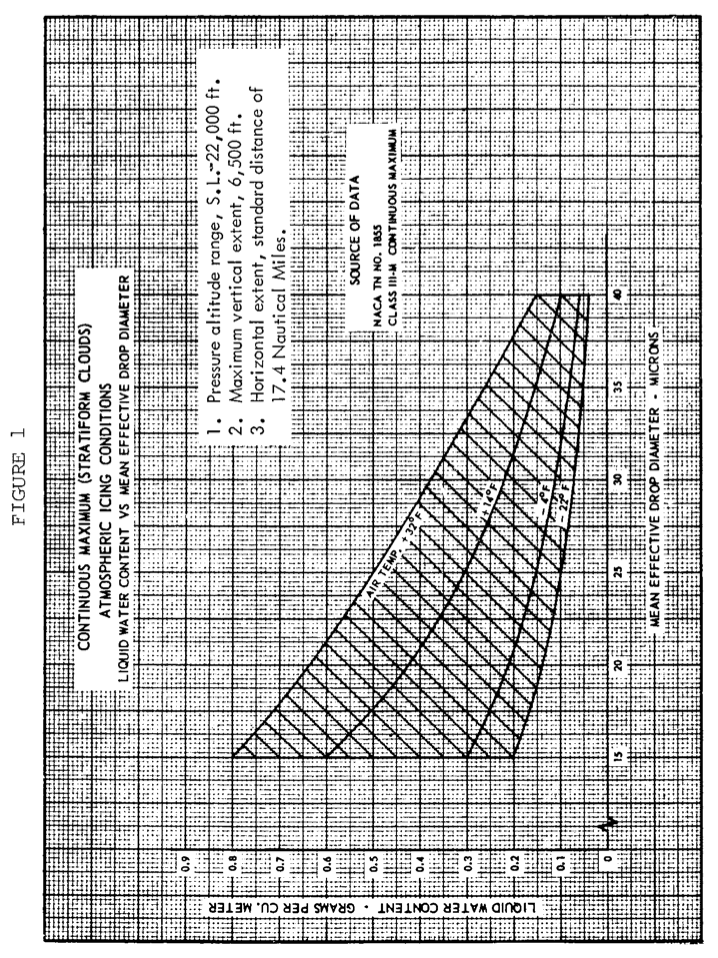 FIGURE 1
CONTINUOUS MAXIMUM (STRATIFORM CLOUDS)
ATMOSPHERIC ICING CONDITIONS
LIQUID WATER CONTENT VS MEAN EFFECTIVE DROP DIAMETER
1. Pressure altitude range, S.L.-22,000 ft.
2. Maximum vertical extent, 6,500 ft.
3. Horizontal extent, standard distance of
17.4 Nautical Miles.
SOURCE OF DATA
NACA TN NO. 1855
CLASS III-M CONTINUOUS MAXIMUM
LIQUID WATER CONTENT - GRAMS PER CU. METER
0.9
0.8
0.7
0.6
0.5
0.4
0.3
0.2
0.1
0
AIR TEMP +32°F
+14°F
-4°F
-22°F
15
20
25
30
35
40
MEAN EFFECTIVE DROP DIAMETER - MICRONS